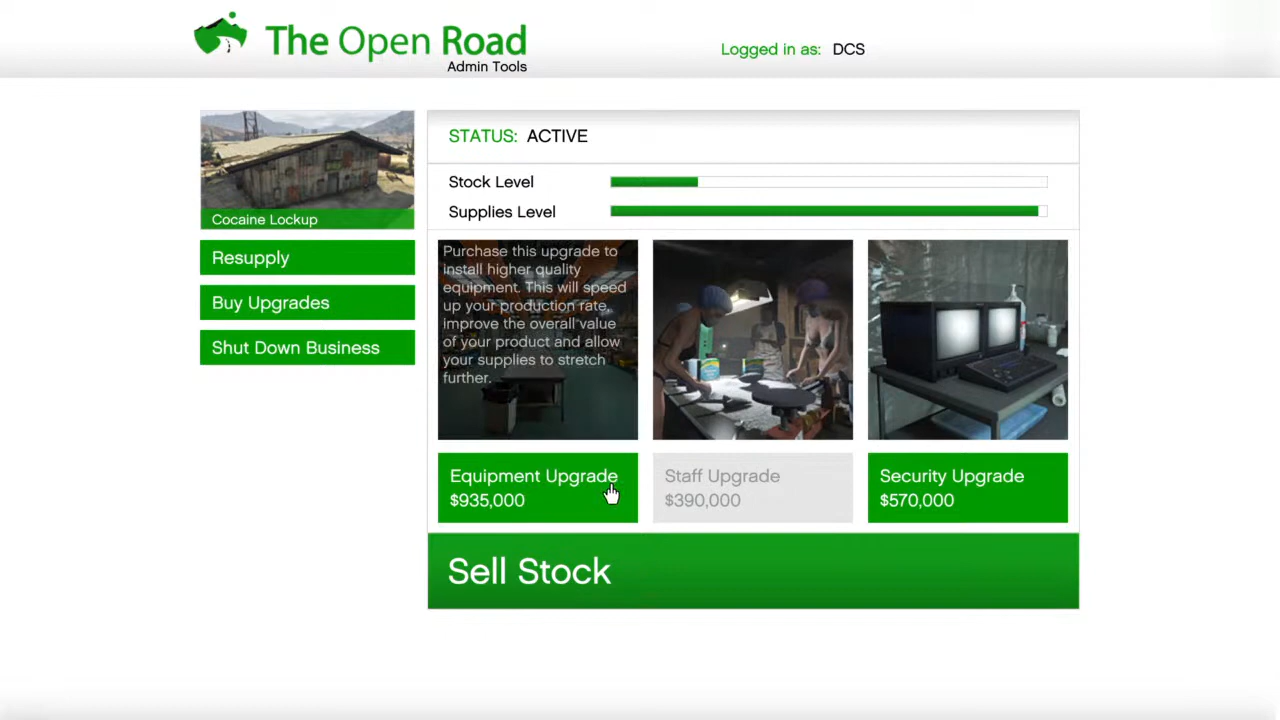 The Open Road
Admin Tools
Logged in as: DCS
Cocaine Lockup
Resupply
Buy Upgrades
Shut Down Business
STATUS: ACTIVE
Stock Level
Supplies Level
Purchase this upgrade to
install higher quality
equipment. This will speed
up your production rate,
improve the overall value
of your product and allow
your supplies to stretch
further.
Equipment Upgrade
$935,000
Staff Upgrade
$390,000
Security Upgrade
$570,000
Sell Stock